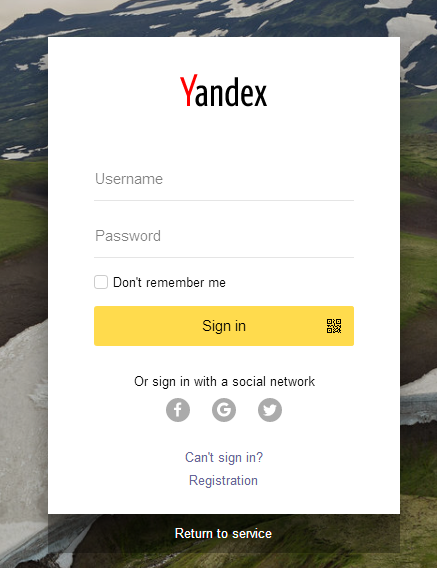 Yandex
Username
Password
Don't remember me
Sign in
Or sign in with a social network
Can't sign in?
Registration
Return to service